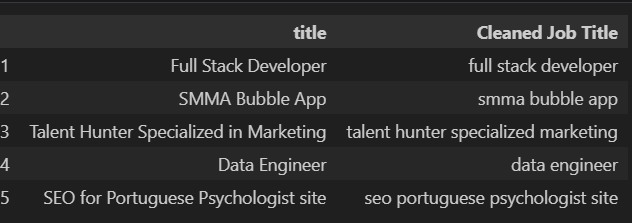 title Cleaned Job Title
1 Full Stack Developer full stack developer
2 SMMA Bubble App smma bubble app
3 Talent Hunter Specialized in Marketing talent hunter specialized marketing
4 Data Engineer data engineer
5 SEO for Portuguese Psychologist site seo portuguese psychologist site